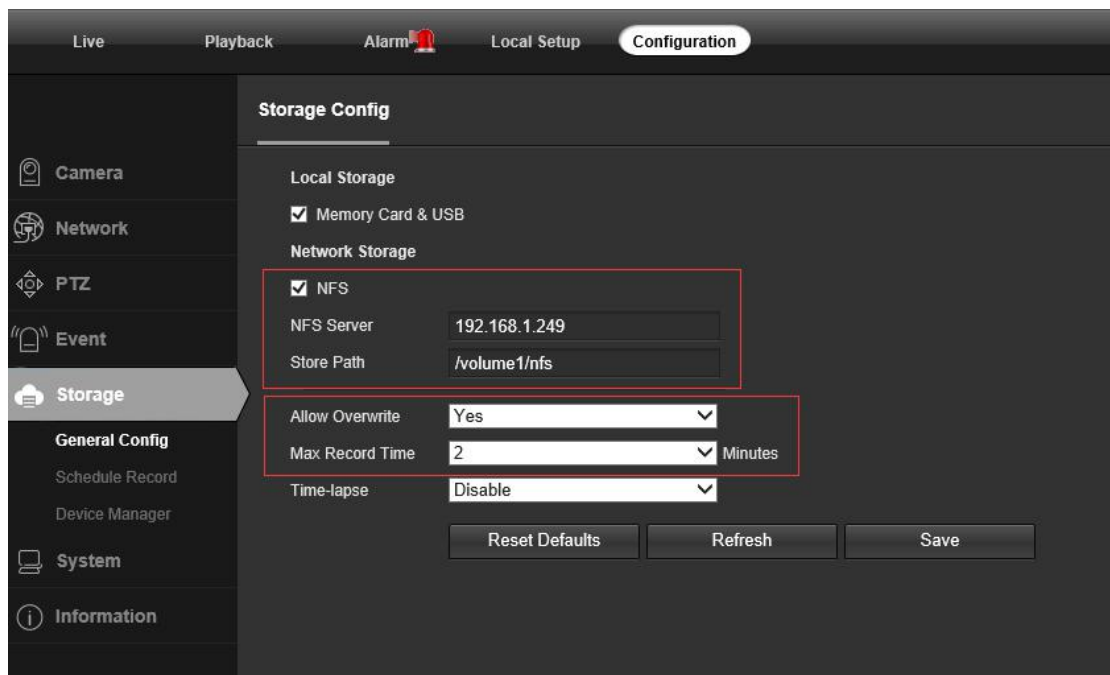 Live Playback Alarm Local Setup Configuration
Storage Config
Camera
Network
PTZ
Event
Storage
General Config
Schedule Record
Device Manager
System
Information
Local Storage
Memory Card & USB
Network Storage
NFS
NFS Server 192.168.1.249
Store Path /volume1/nfs
Allow Overwrite Yes
Max Record Time 2 Minutes
Time-lapse Disable
Reset Defaults Refresh Save